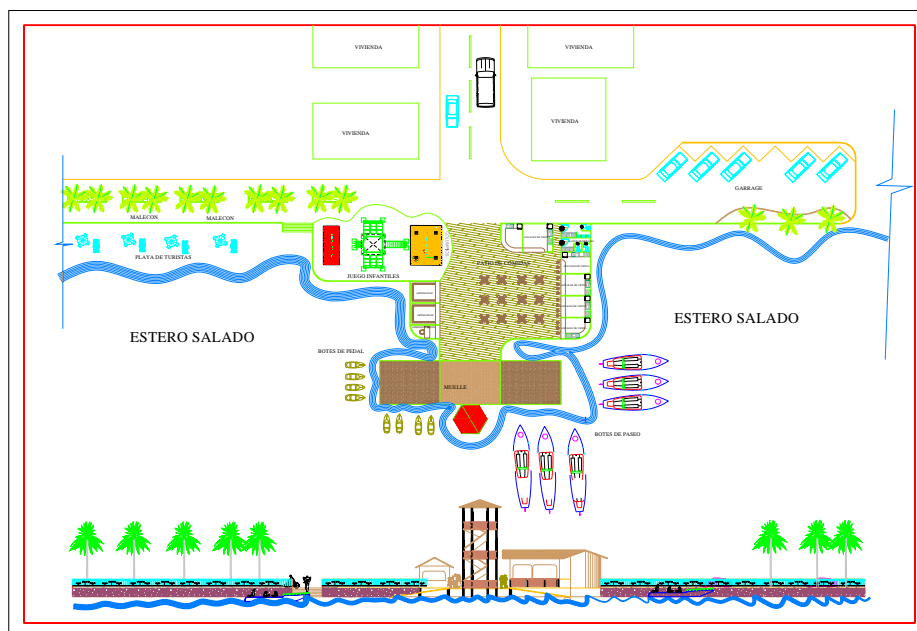 VIVIENDA
VIVIENDA
VIVIENDA
VIVIENDA
GARRAGE
MALECON
MALECON
PLAYA DE TURISTAS
JUEGO INFANTILES
PATIO DE COMIDAS
ESTERO SALADO
ESTERO SALADO
BOTES DE PEDAL
MUELLE
BOTES DE PASEO